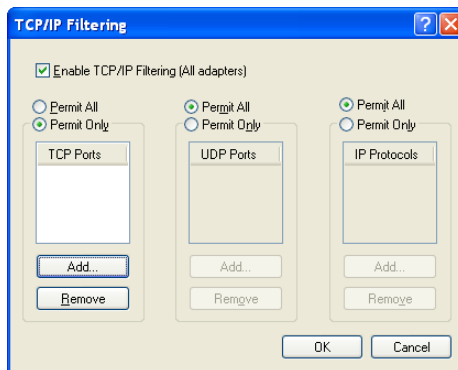 TCP/IP Filtering
Enable TCP/IP Filtering (All adapters)
Permit All
Permit Only
TCP Ports
Add...
Remove
Permit All
Permit Only
UDP Ports
Add...
Remove
Permit All
Permit Only
IP Protocols
Add...
Remove
OK
Cancel